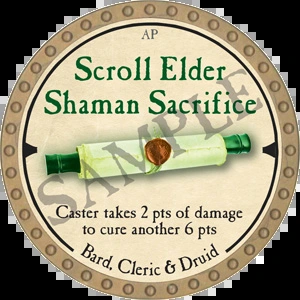 AP
Scroll Elder
Shaman Sacrifice
SAMPLE
Caster takes 2 pts of damage
to cure another 6 pts
Bard, Cleric & Druid